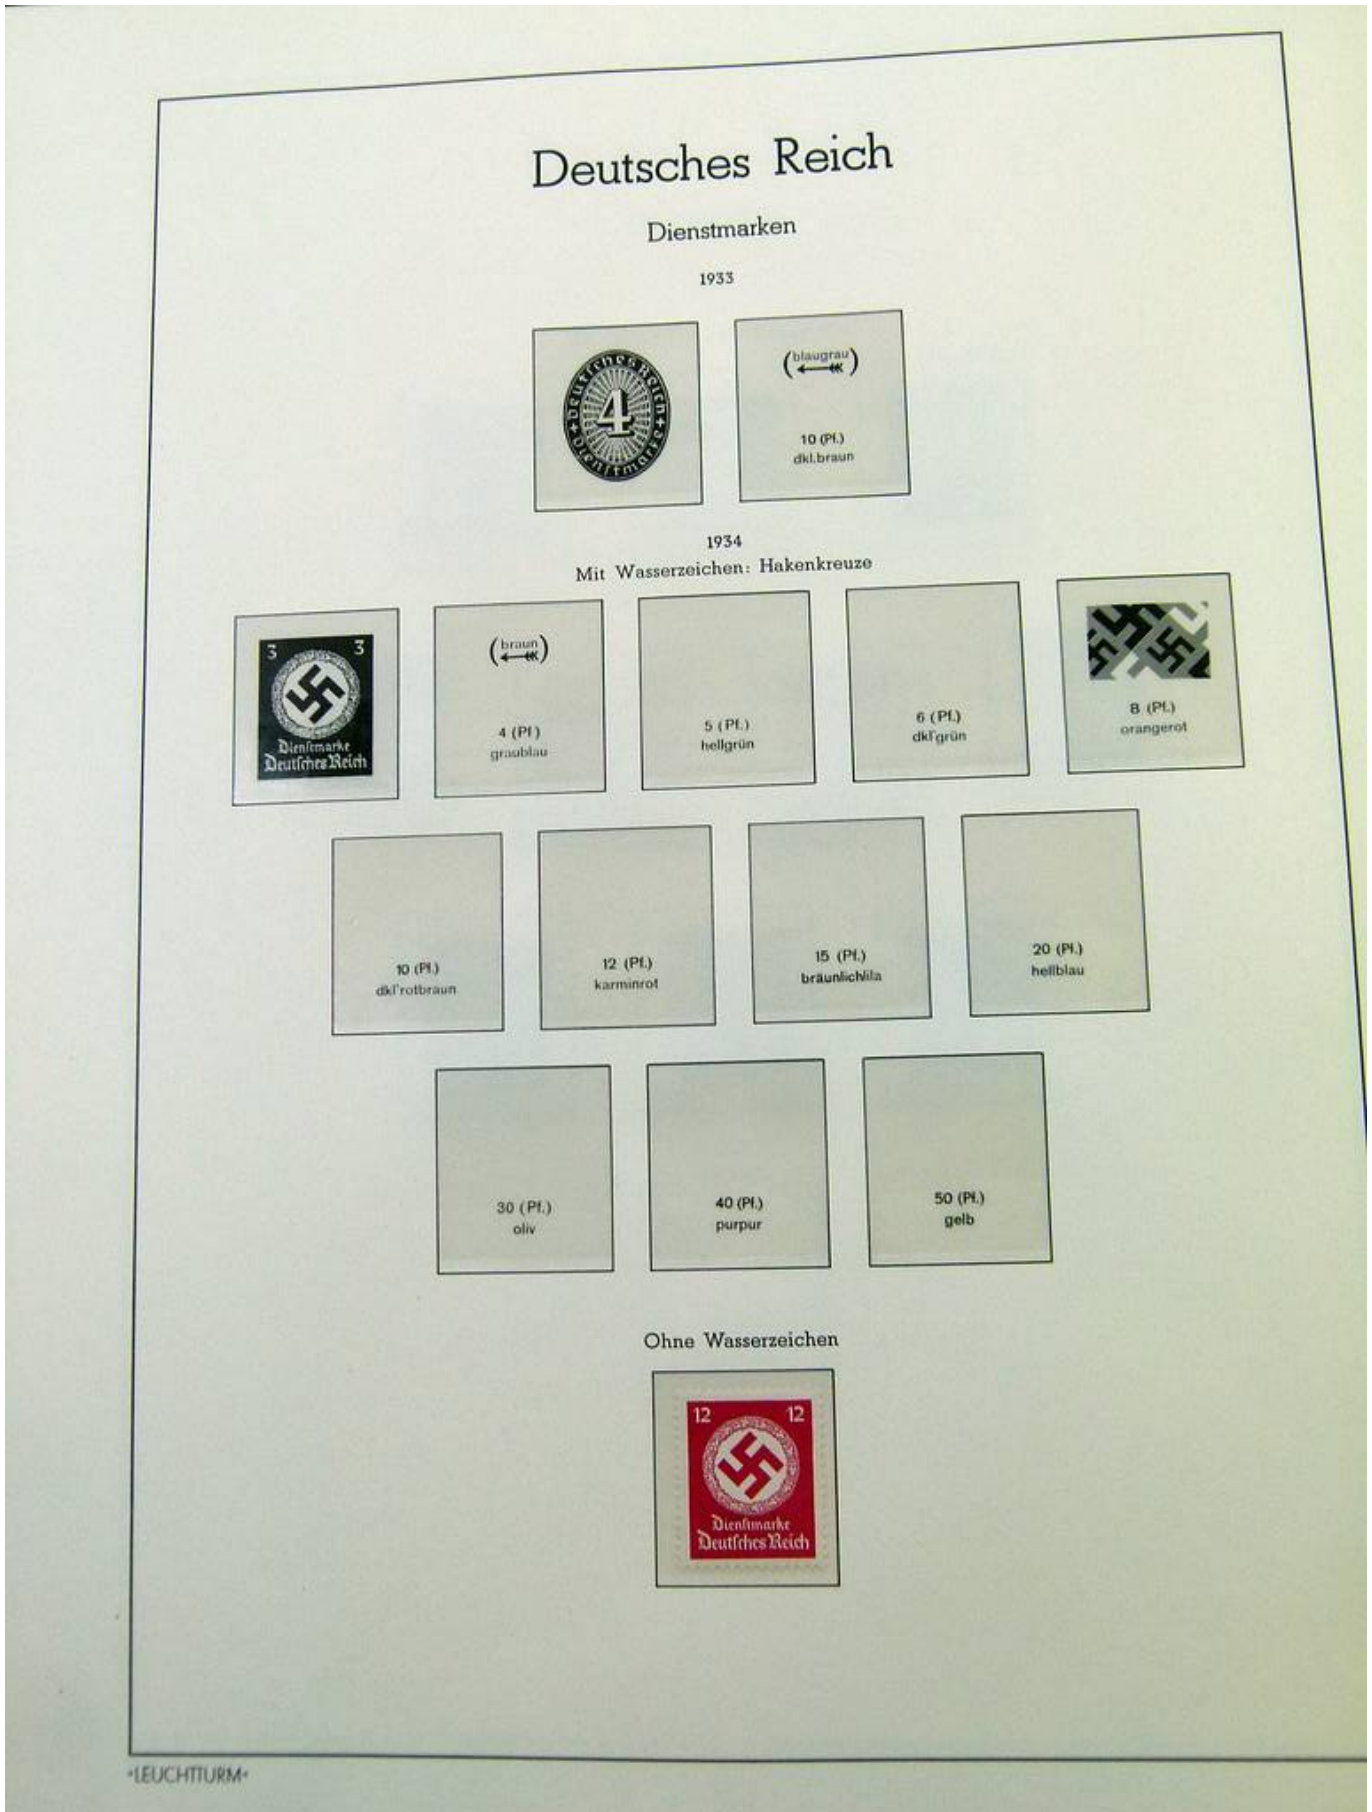 Deutsches Reich
Dienstmarken
1933
Deutsches Reich
4
Dienstmarke
(blaugrau)
10 (Pf.)
dkl.braun
1934
Mit Wasserzeichen: Hakenkreuze
3 3
Dienstmarke
Deutsches Reich
(braun)
4 (Pf)
graublau
5 (Pf.)
hellgrün
6 (Pf.)
dkl'grün
8 (Pf.)
orangerot
10 (Pf.)
dkl'rotbraun
12 (Pf.)
karminrot
15 (Pf.)
bräunlichlila
20 (Pf.)
hellblau
30 (Pf.)
oliv
40 (Pf.)
purpur
50 (Pf.)
gelb
Ohne Wasserzeichen
12 12
Dienstmarke
Deutsches Reich
•LEUCHTTURM•